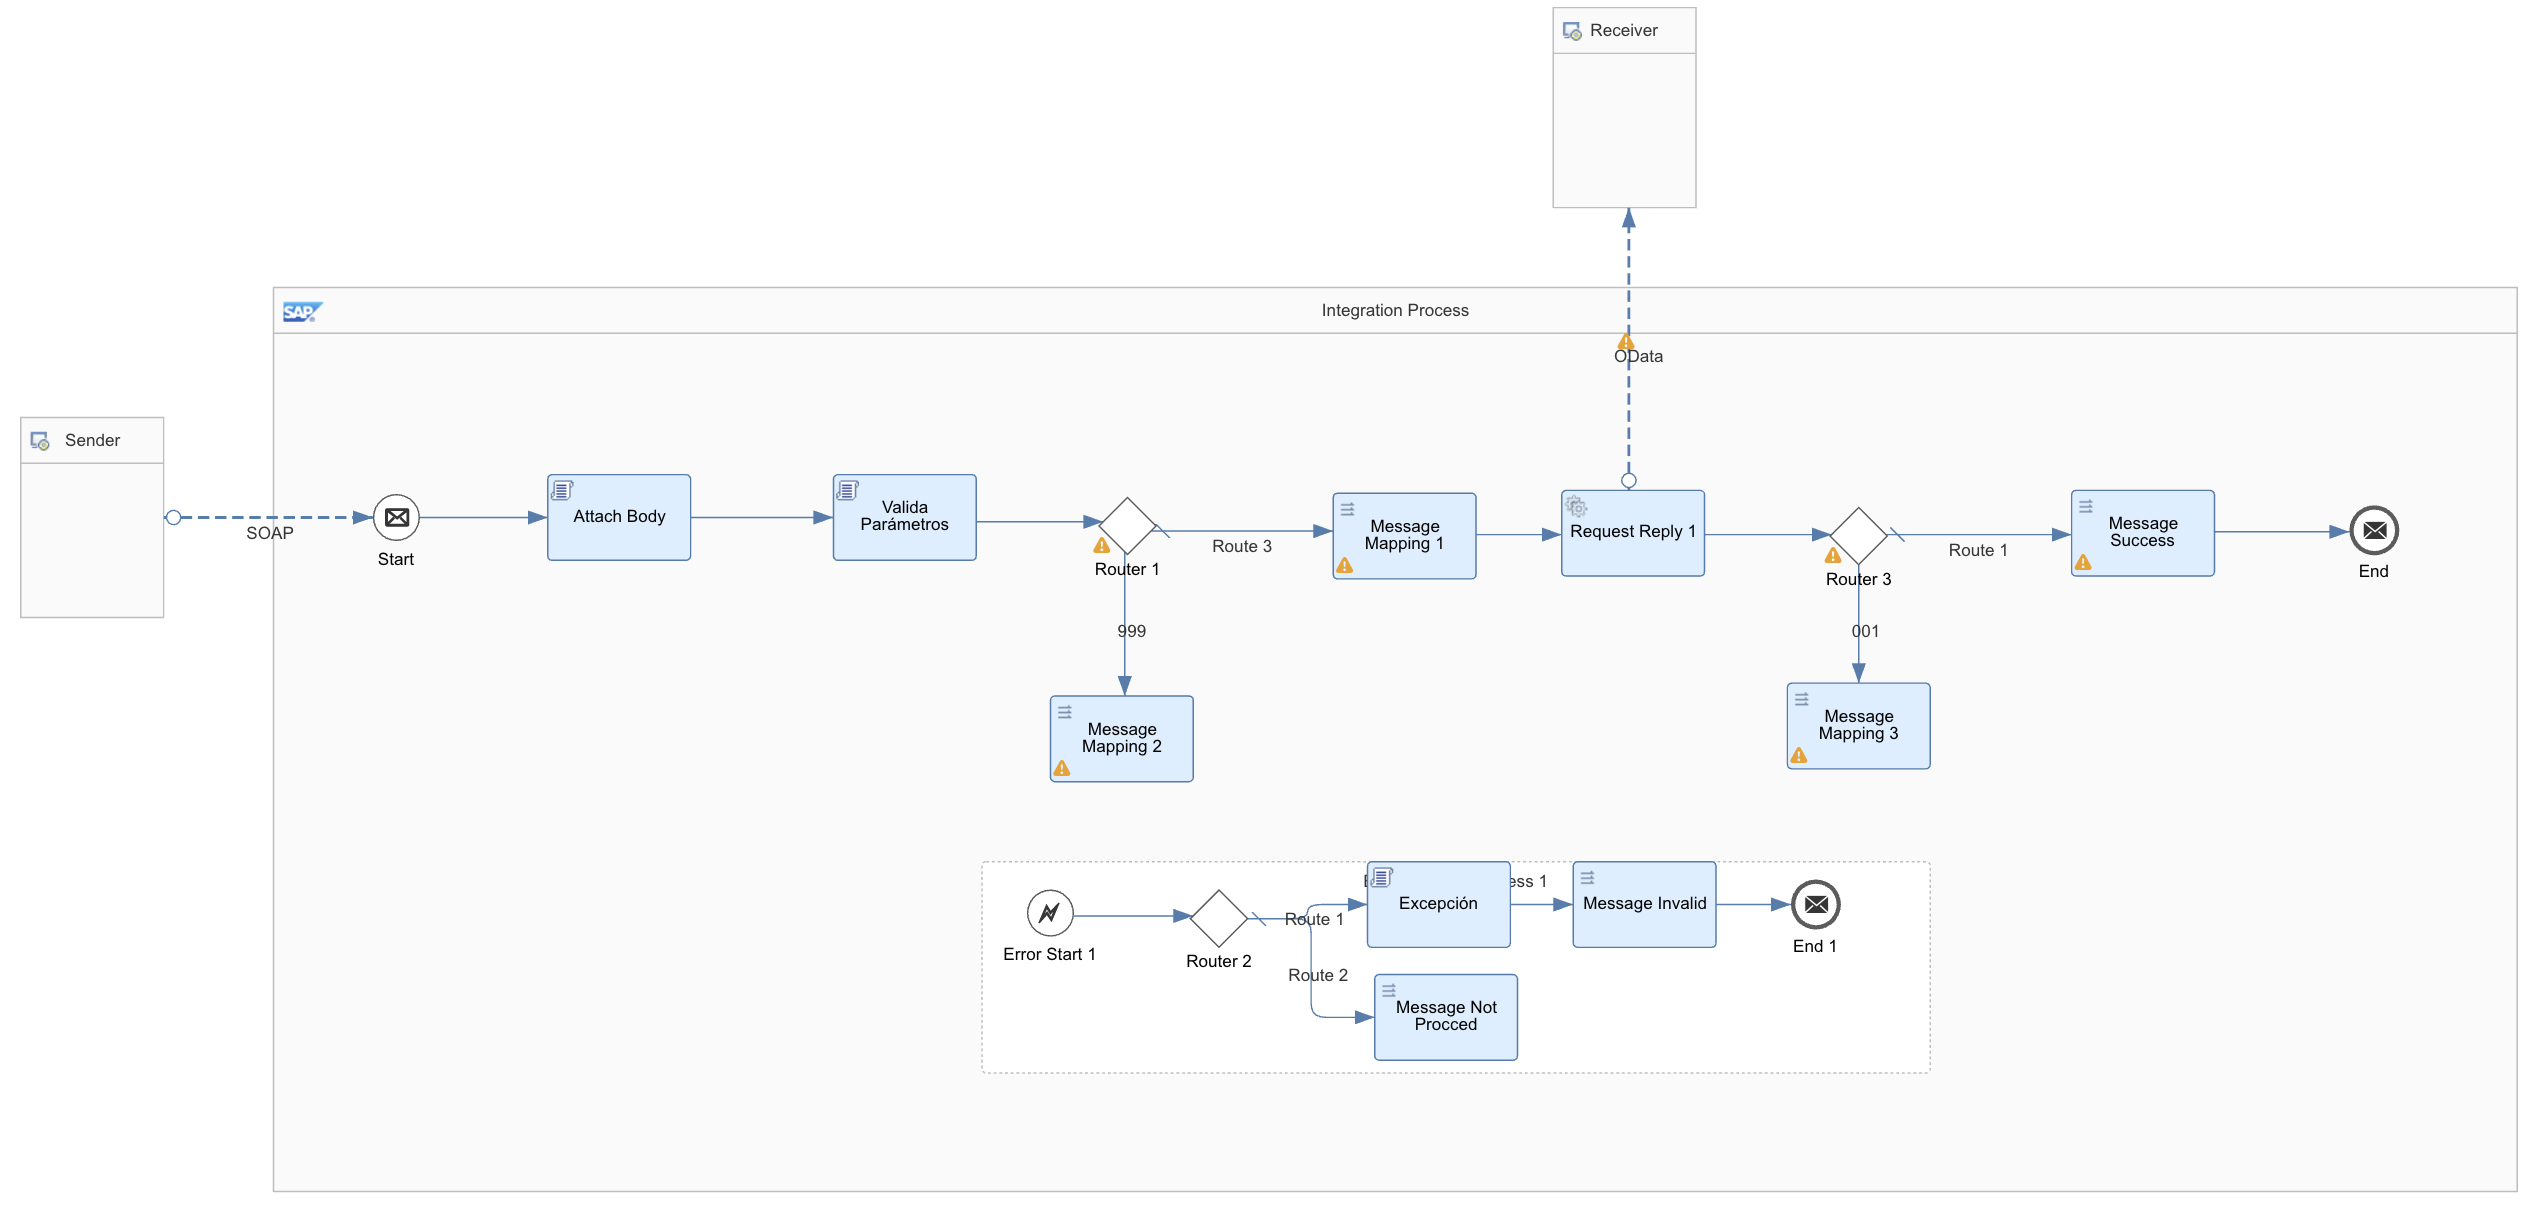 Receiver
SAP
Integration Process
OData
Sender
SOAP
Start
Attach Body
Valida
Parámetros
Router 1
Route 3
Message
Mapping 1
Request Reply 1
Router 3
Route 1
Message
Success
End
999
001
Message
Mapping 2
Message
Mapping 3
ess 1
Error Start 1
Router 2
Route 1
Excepción
Message Invalid
End 1
Route 2
Message Not
Procced